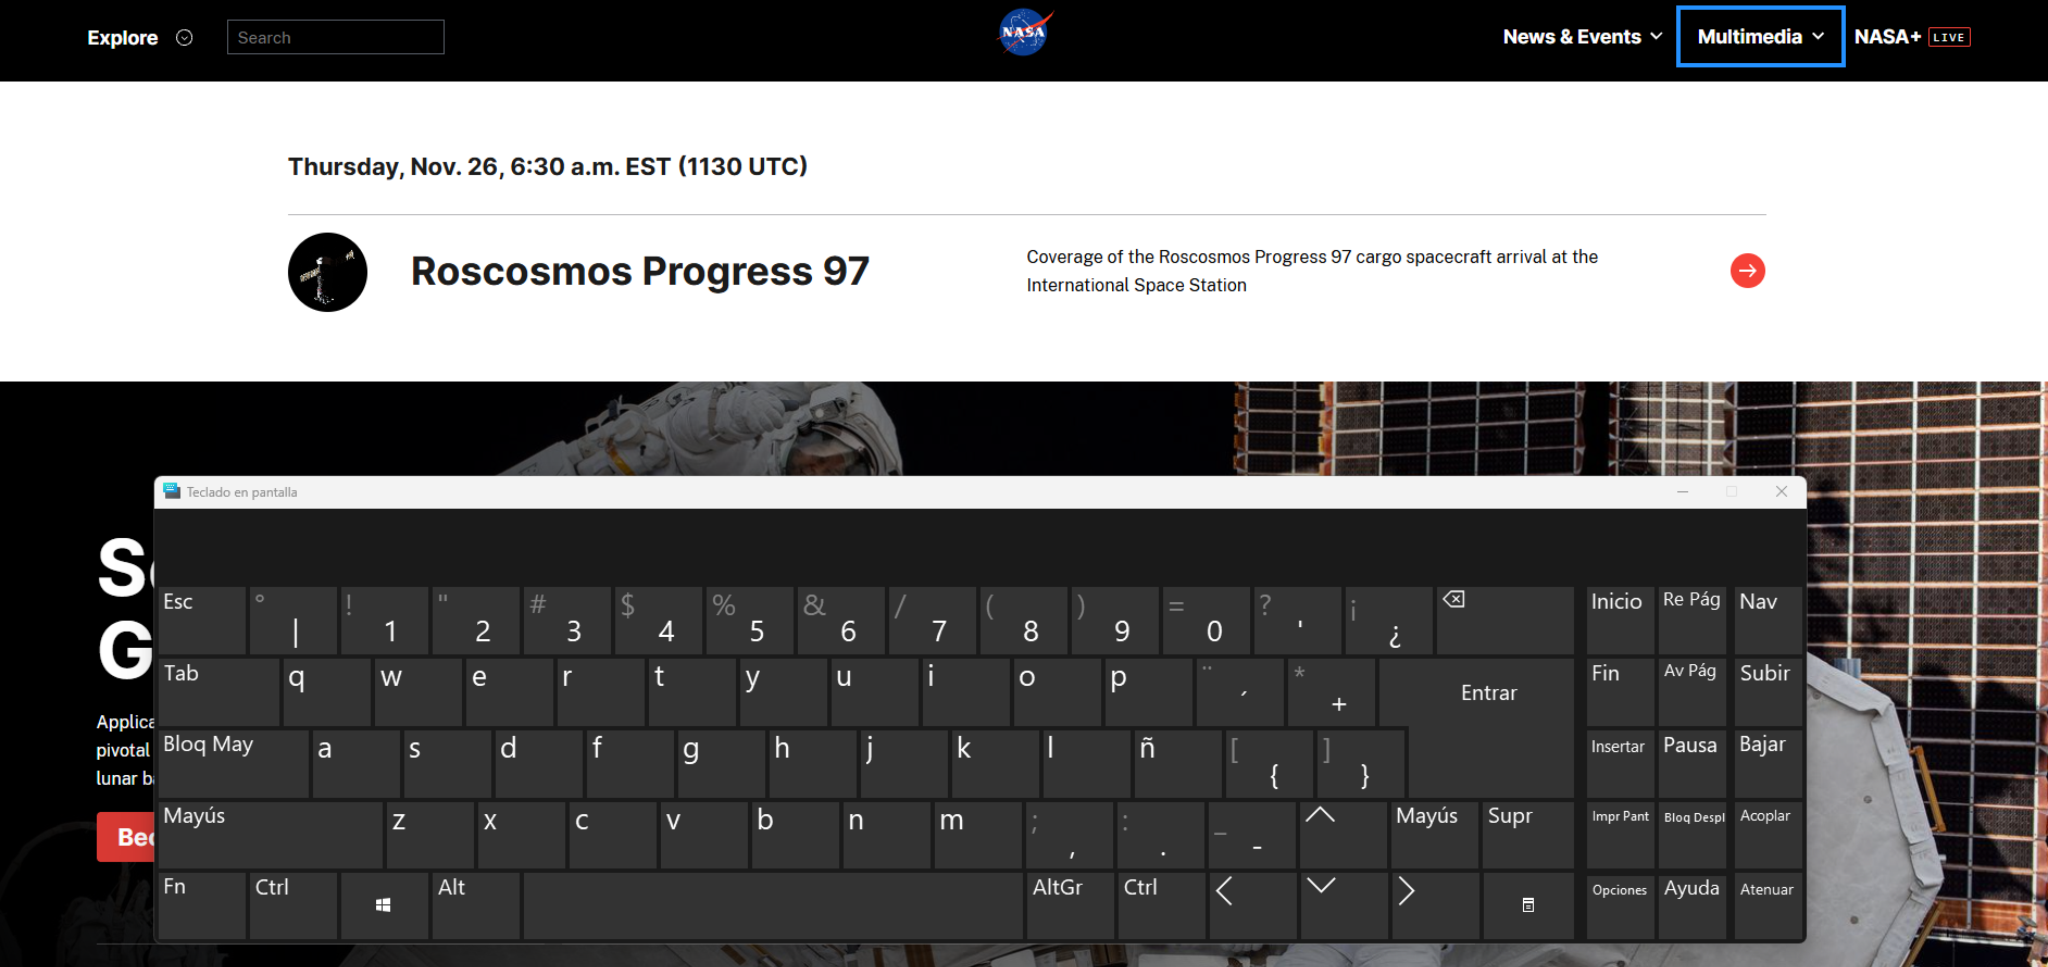 Explore
Search
NASA
News & Events
Multimedia
NASA+ LIVE
Thursday, Nov. 26, 6:30 a.m. EST (1130 UTC)
Roscosmos Progress 97
Coverage of the Roscosmos Progress 97 cargo spacecraft arrival at the
International Space Station
Teclado en pantalla
Esc ° | ! 1 " 2 # 3 $ 4 % 5 & 6 / 7 ( 8 ) 9 = 0 ? ' ¡ ¿ Inicio Re Pág Nav
Tab q w e r t y u i o p ¨ ´ * + Entrar Fin Av Pág Subir
Bloq May a s d f g h j k l ñ [ { ] } Insertar Pausa Bajar
Mayús z x c v b n m ; , : . _ - Mayús Supr Impr Pant Bloq Despl Acoplar
Fn Ctrl Alt AltGr Ctrl Opciones Ayuda Atenuar
G
pivotal
lunar